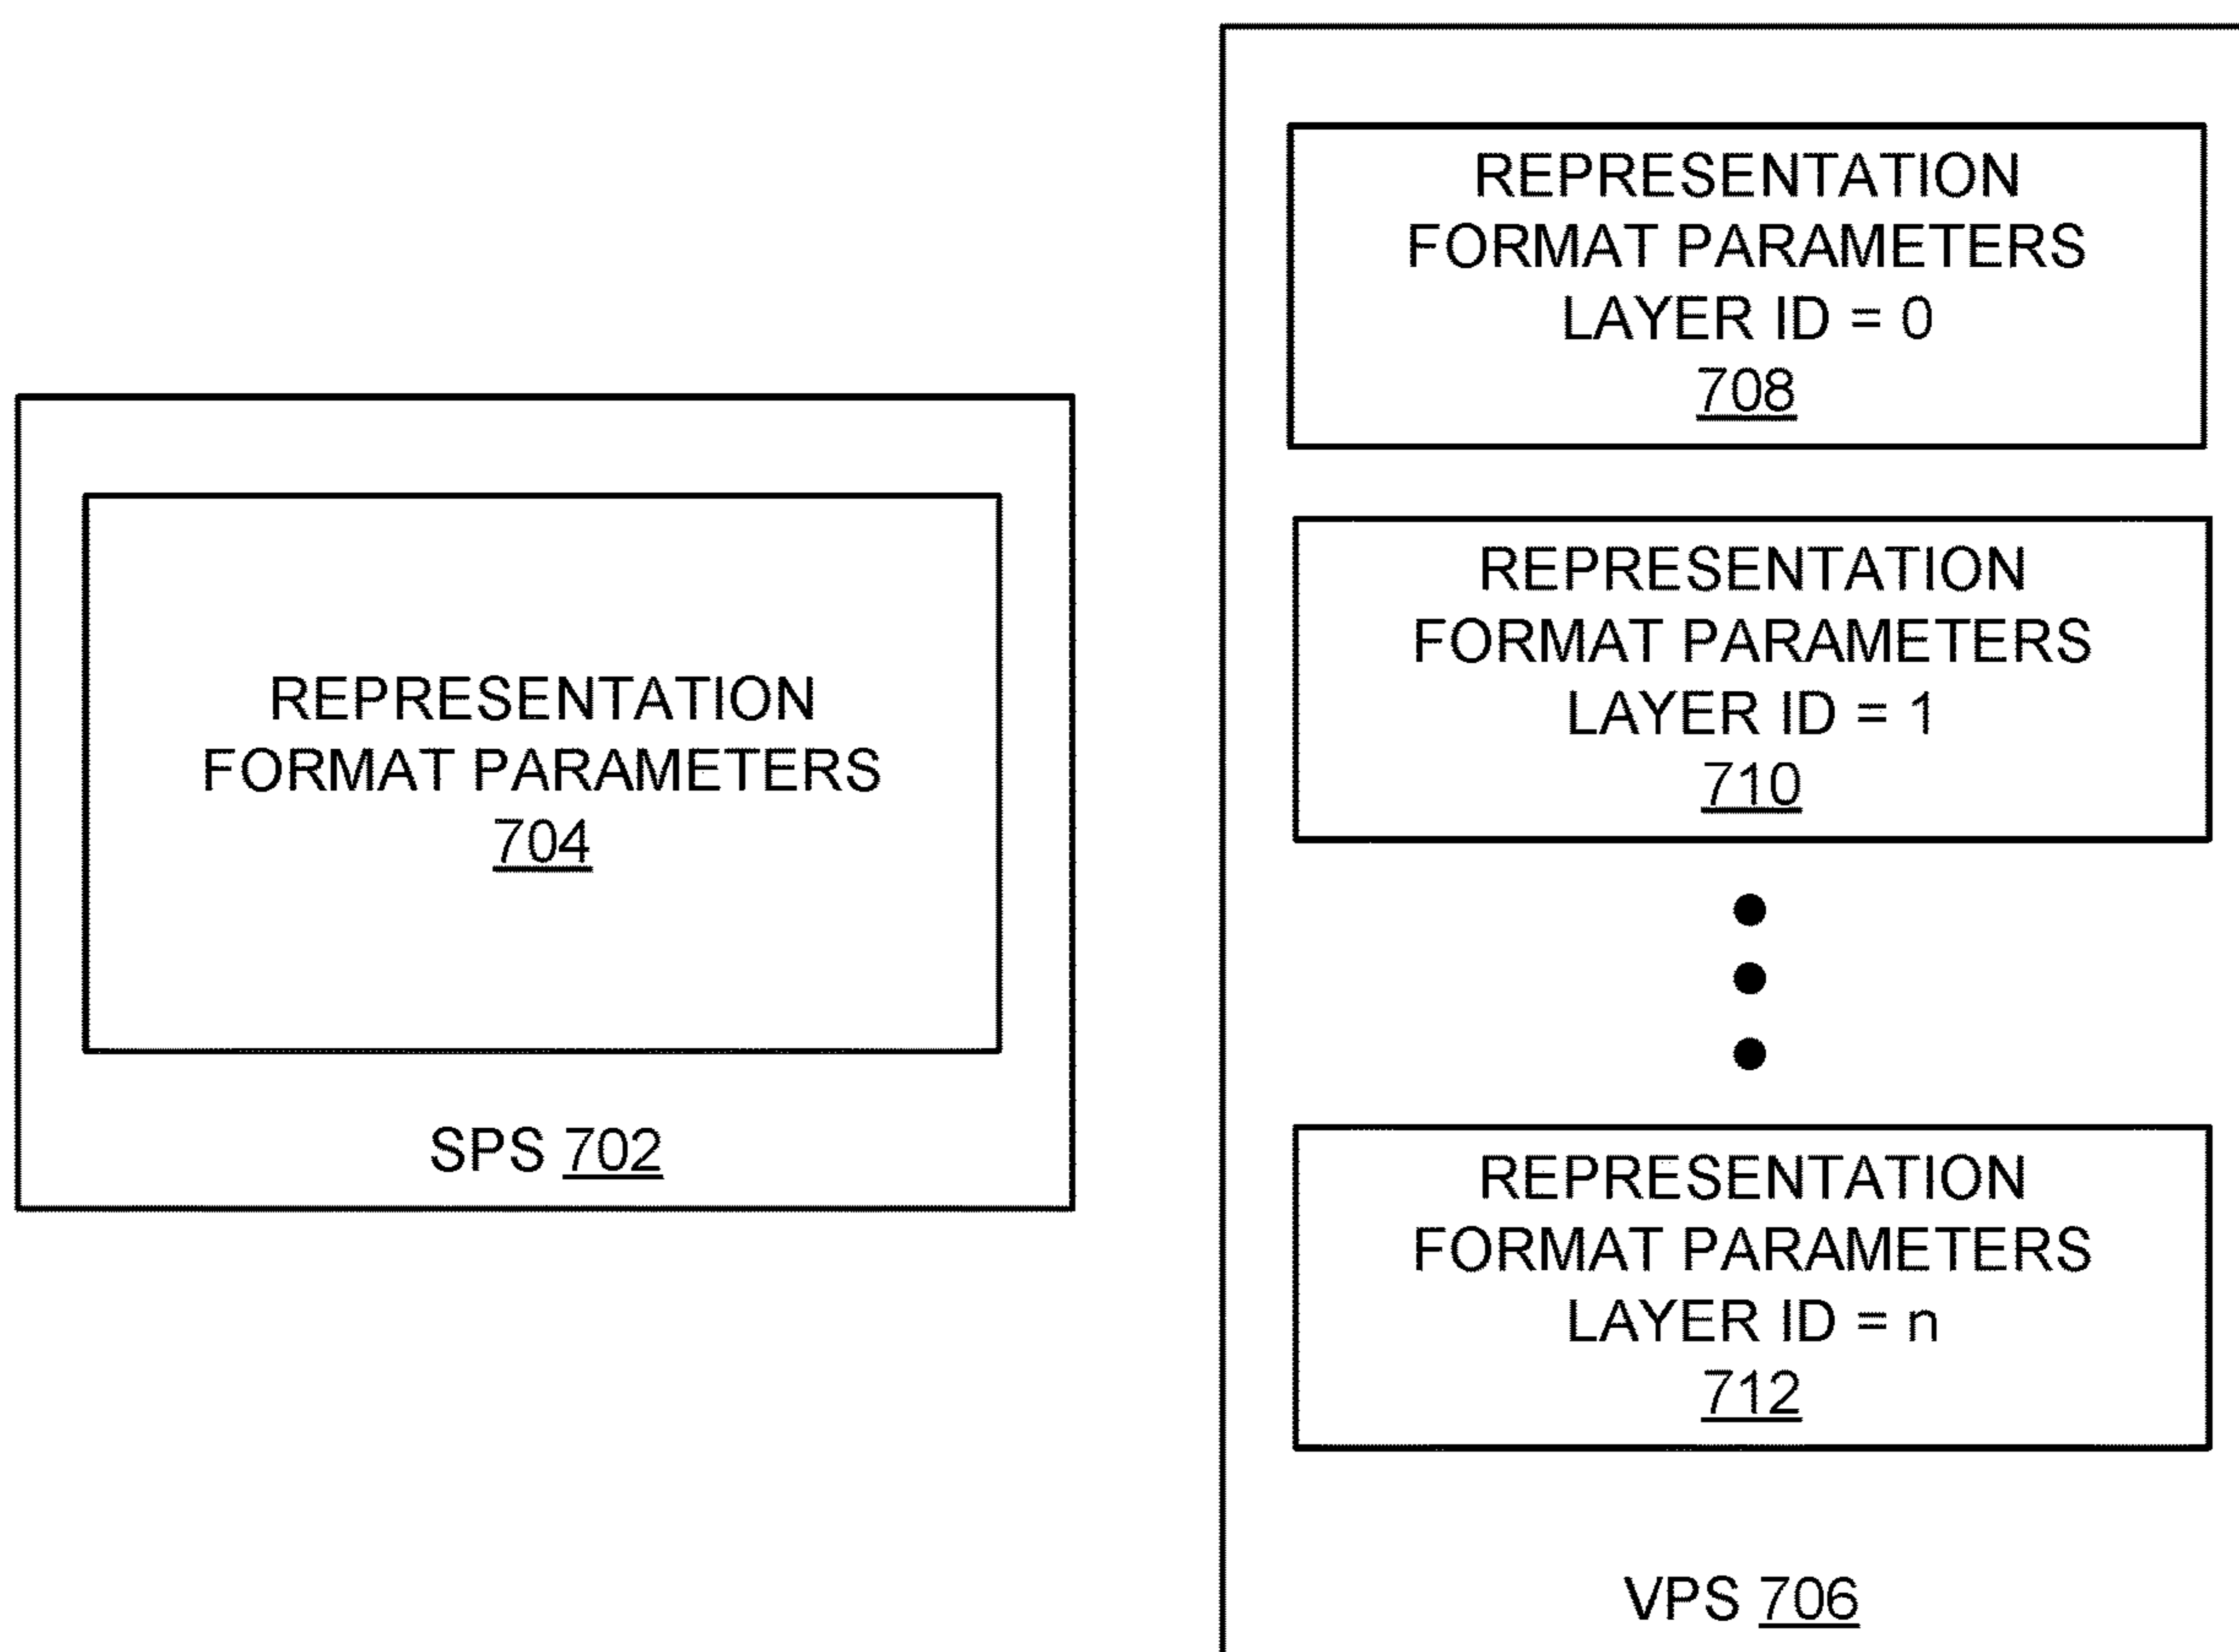 REPRESENTATION
FORMAT PARAMETERS
704
SPS 702
REPRESENTATION
FORMAT PARAMETERS
LAYER ID = 0
708
REPRESENTATION
FORMAT PARAMETERS
LAYER ID = 1
710
REPRESENTATION
FORMAT PARAMETERS
LAYER ID = n
712
VPS 706